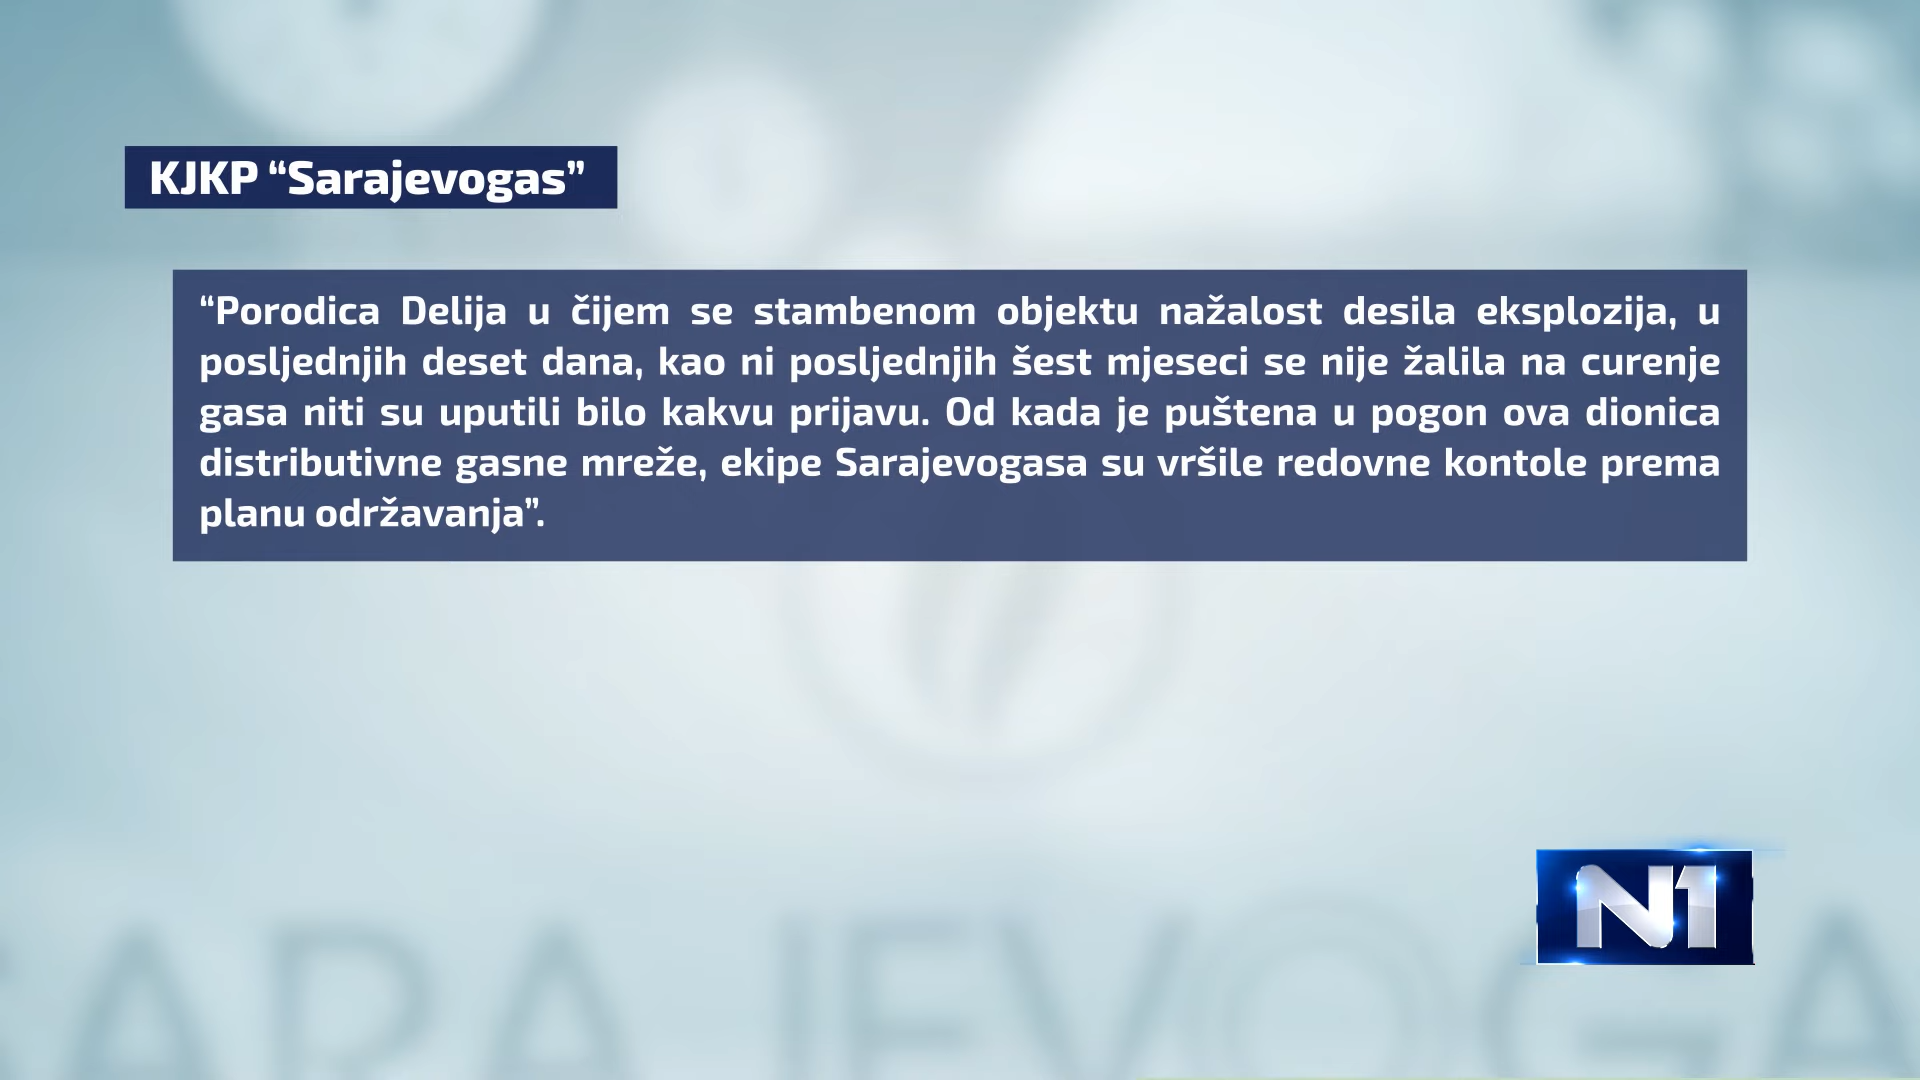 KJKP “Sarajevogas”
“Porodica Delija u čijem se stambenom objektu nažalost desila eksplozija, u
posljednjih deset dana, kao ni posljednjih šest mjeseci se nije žalila na curenje
gasa niti su uputili bilo kakvu prijavu. Od kada je puštena u pogon ova dionica
distributivne gasne mreže, ekipe Sarajevogasa su vršile redovne kontole prema
planu održavanja”.
N1
SARAJEVOGA